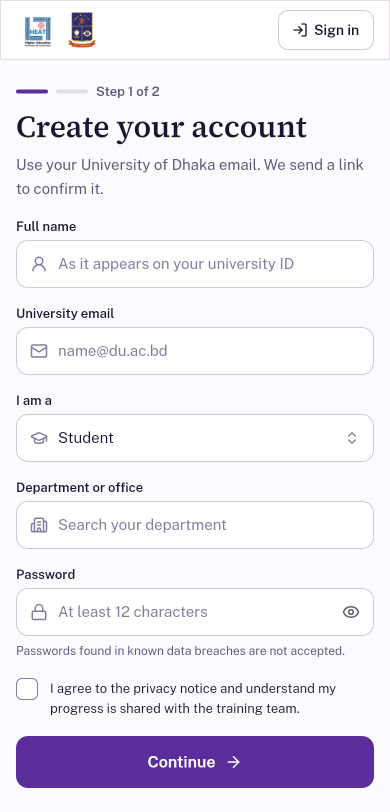 HEAT
Sign in
Step 1 of 2
Create your account
Use your University of Dhaka email. We send a link
to confirm it.
Full name
As it appears on your university ID
University email
name@du.ac.bd
I am a
Student
Department or office
Search your department
Password
At least 12 characters
Passwords found in known data breaches are not accepted.
I agree to the privacy notice and understand my
progress is shared with the training team.
Continue